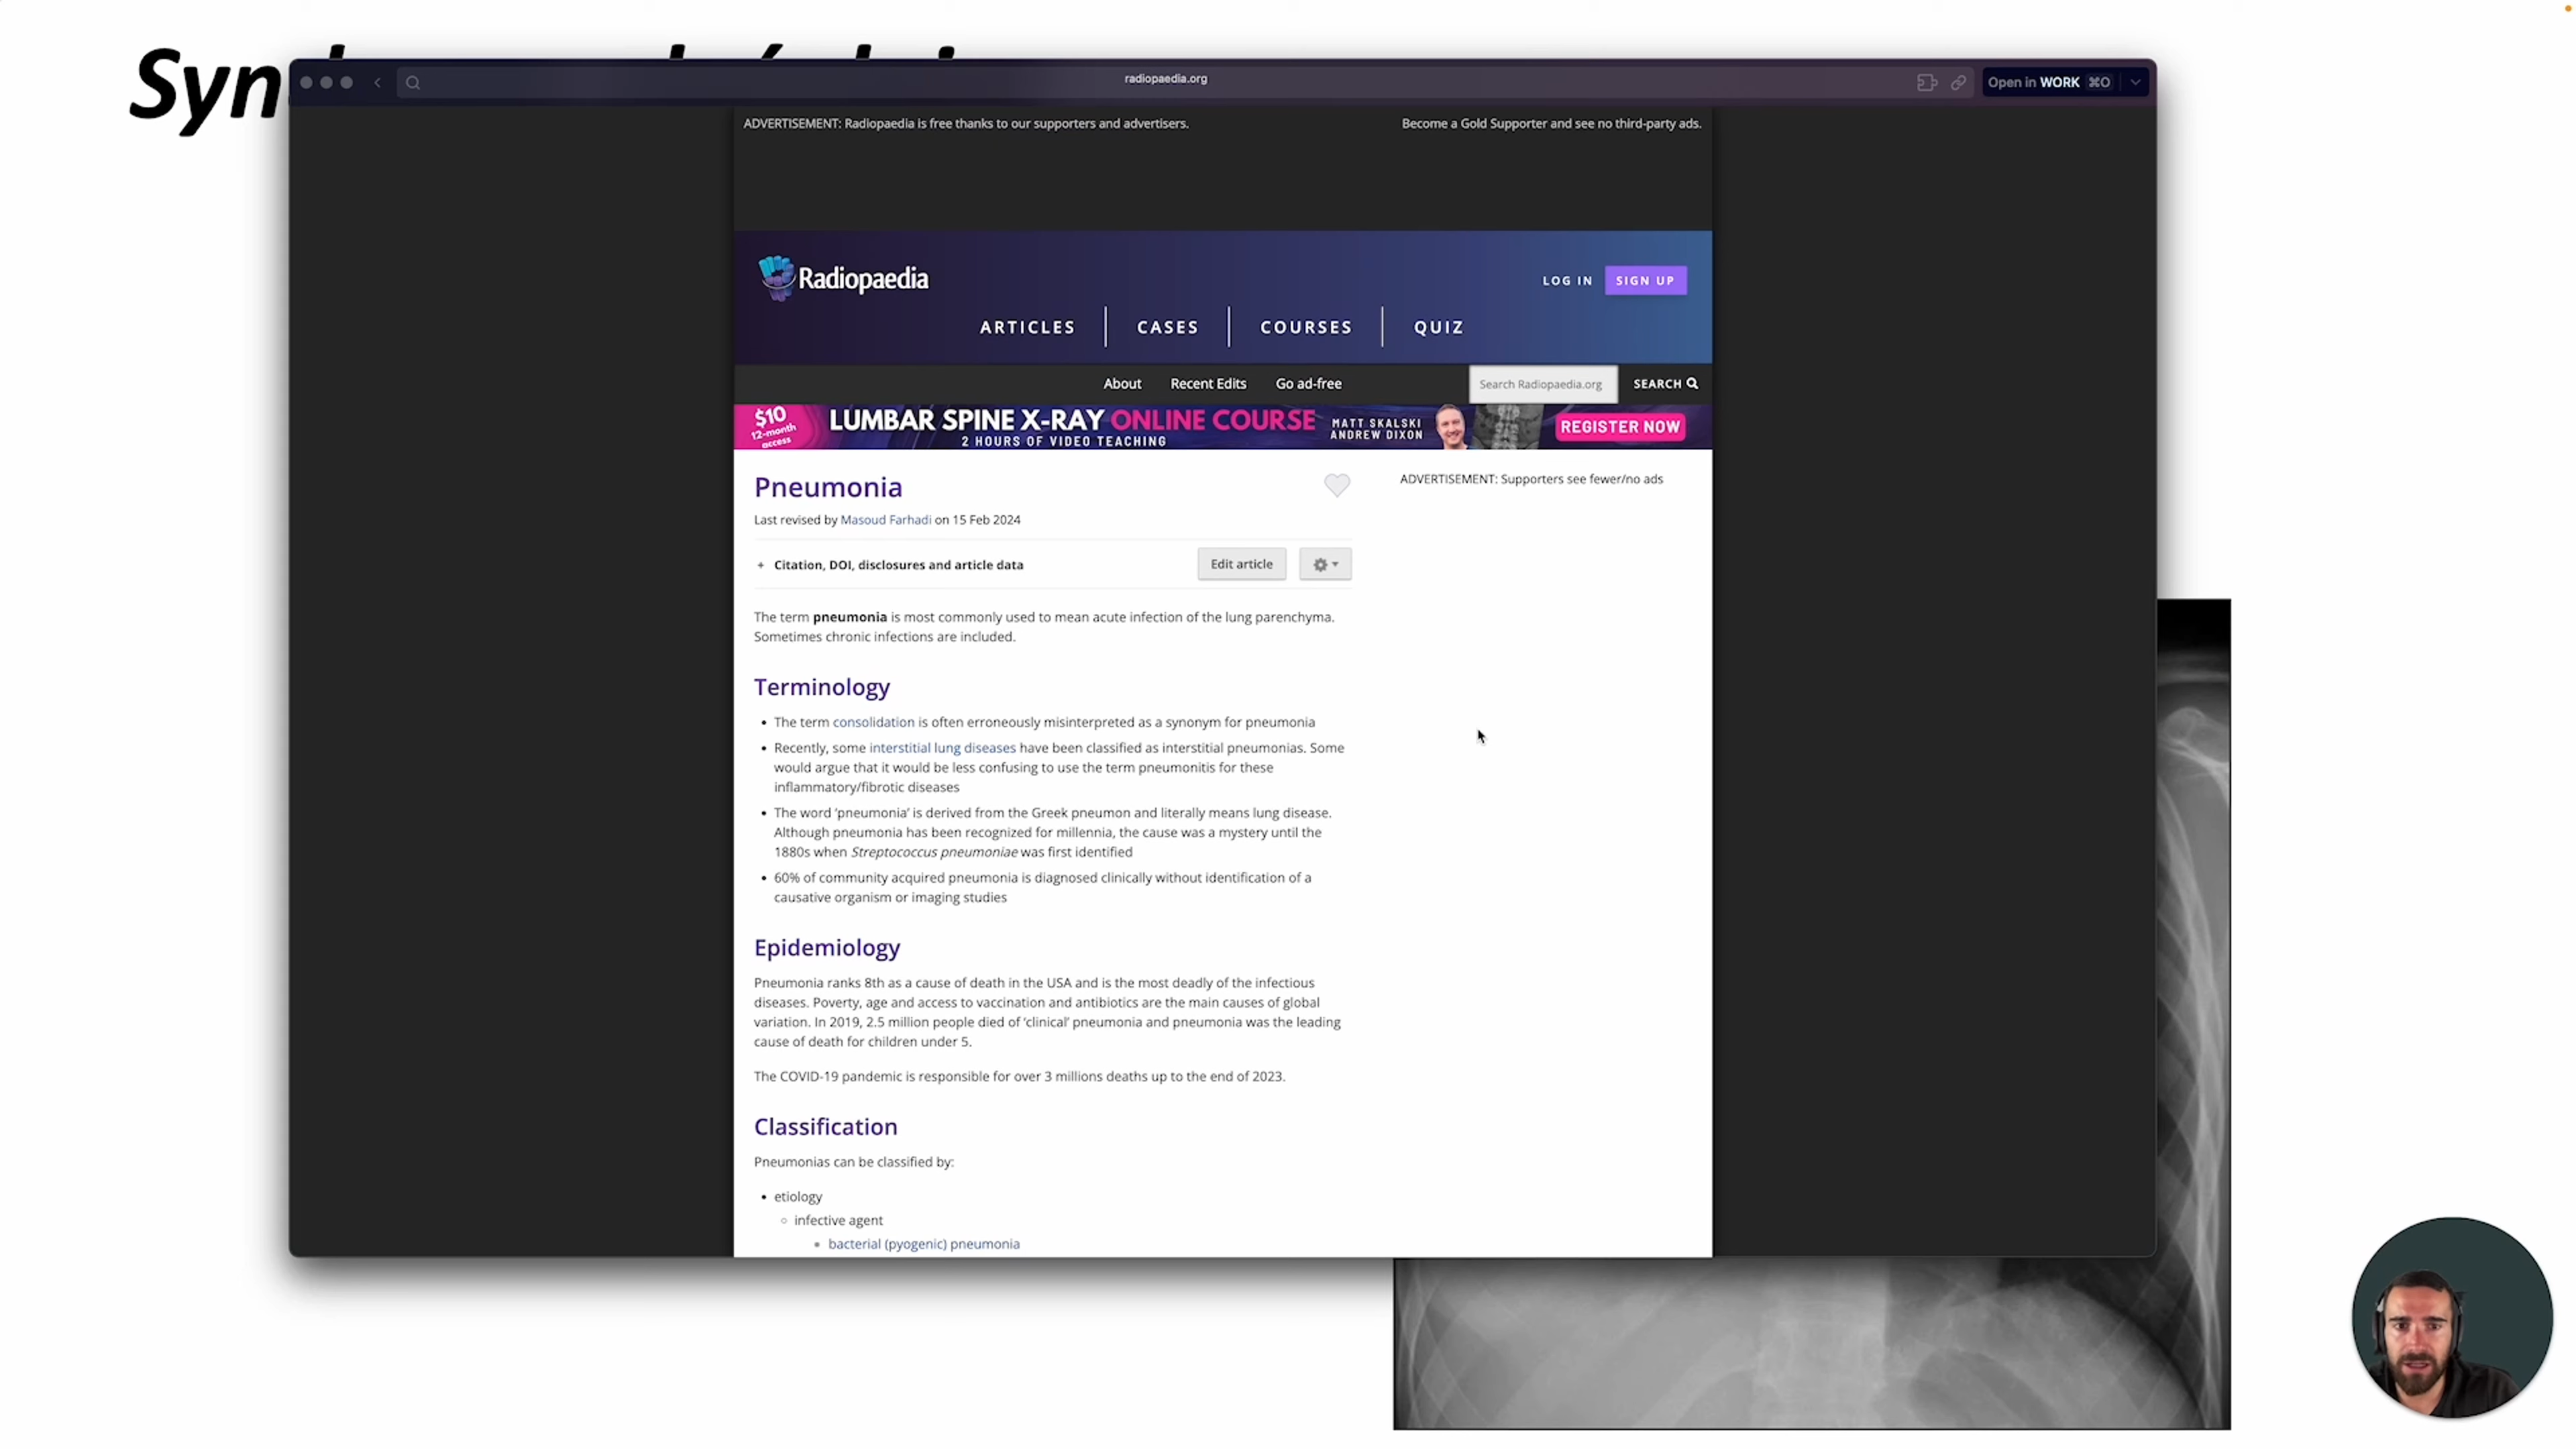 Syn
radiopaedia.org
Open in WORK ⌘O
ADVERTISEMENT: Radiopaedia is free thanks to our supporters and advertisers.
Become a Gold Supporter and see no third-party ads.
Radiopaedia
LOG IN
SIGN UP
ARTICLES
CASES
COURSES
QUIZ
About
Recent Edits
Go ad-free
Search Radiopaedia.org
SEARCH
$10
12-month
access
LUMBAR SPINE X-RAY ONLINE COURSE
2 HOURS OF VIDEO TEACHING
MATT SKALSKI
ANDREW DIXON
REGISTER NOW
Pneumonia
ADVERTISEMENT: Supporters see fewer/no ads
Last revised by Masoud Farhadi on 15 Feb 2024
+ Citation, DOI, disclosures and article data
Edit article
The term pneumonia is most commonly used to mean acute infection of the lung parenchyma.
Sometimes chronic infections are included.
Terminology
• The term consolidation is often erroneously misinterpreted as a synonym for pneumonia
• Recently, some interstitial lung diseases have been classified as interstitial pneumonias. Some
would argue that it would be less confusing to use the term pneumonitis for these
inflammatory/fibrotic diseases
• The word ‘pneumonia’ is derived from the Greek pneumon and literally means lung disease.
Although pneumonia has been recognized for millennia, the cause was a mystery until the
1880s when Streptococcus pneumoniae was first identified
• 60% of community acquired pneumonia is diagnosed clinically without identification of a
causative organism or imaging studies
Epidemiology
Pneumonia ranks 8th as a cause of death in the USA and is the most deadly of the infectious
diseases. Poverty, age and access to vaccination and antibiotics are the main causes of global
variation. In 2019, 2.5 million people died of ‘clinical’ pneumonia and pneumonia was the leading
cause of death for children under 5.
The COVID-19 pandemic is responsible for over 3 millions deaths up to the end of 2023.
Classification
Pneumonias can be classified by:
• etiology
○ infective agent
▪ bacterial (pyogenic) pneumonia